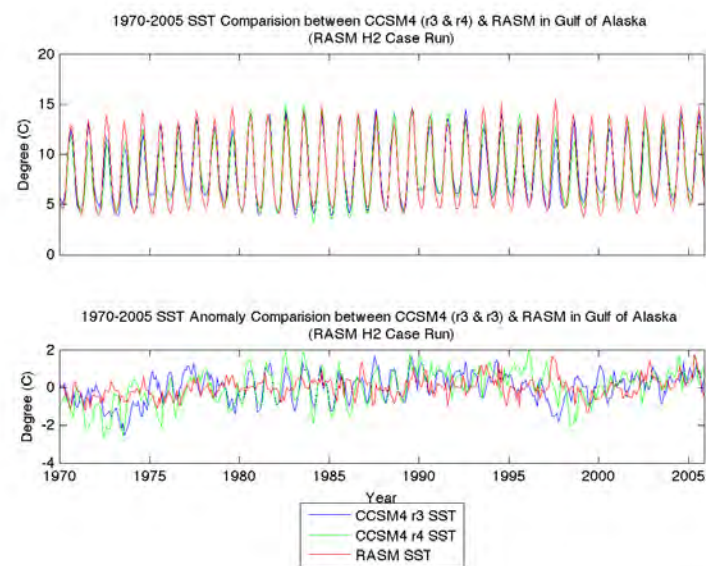 1970-2005 SST Comparision between CCSM4 (r3 & r4) & RASM in Gulf of Alaska
(RASM H2 Case Run)
20
15
10
5
0
Degree (C)
1970-2005 SST Anomaly Comparision between CCSM4 (r3 & r3) & RASM in Gulf of Alaska
(RASM H2 Case Run)
2
0
-2
-4
Degree (C)
1970 1975 1980 1985 1990 1995 2000 2005
Year
CCSM4 r3 SST
CCSM4 r4 SST
RASM SST